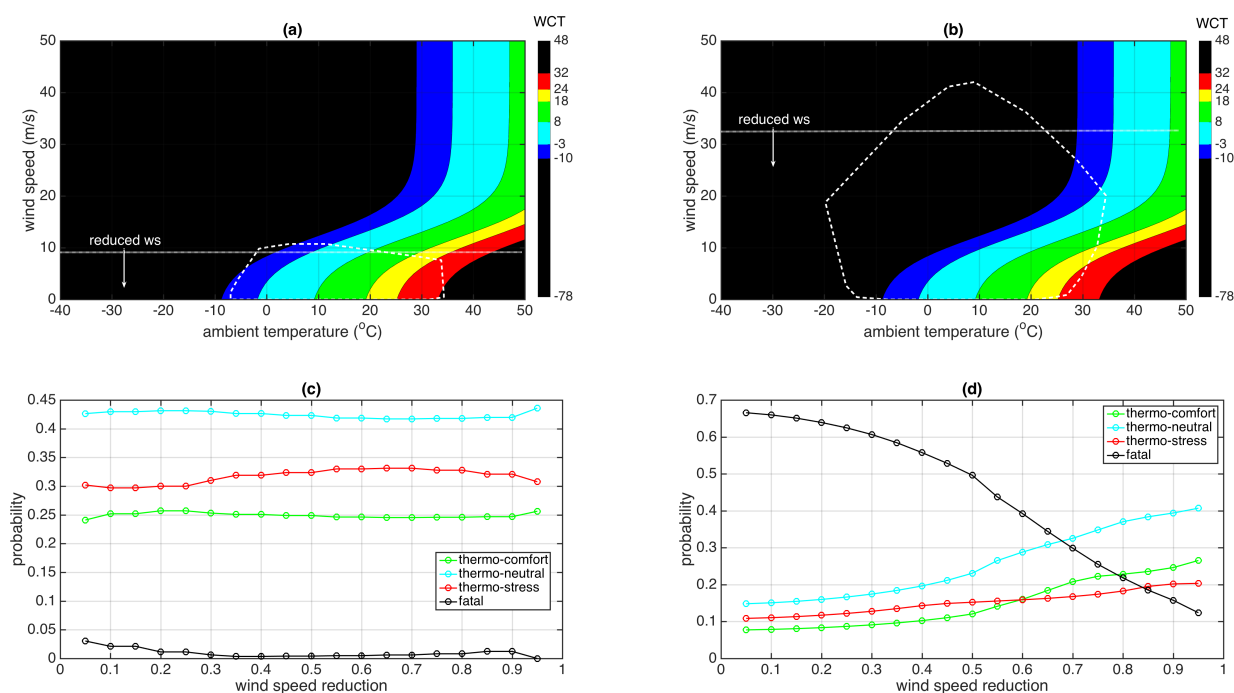 (a)
WCT
50
40
30
20
10
0
wind speed (m/s)
reduced ws
-40 -30 -20 -10 0 10 20 30 40 50
ambient temperature (°C)
48
32
24
18
8
-3
-10
-78
(b)
WCT
50
40
30
20
10
0
wind speed (m/s)
reduced ws
-40 -30 -20 -10 0 10 20 30 40 50
ambient temperature (°C)
48
32
24
18
8
-3
-10
-78
(c)
0.45
0.4
0.35
0.3
0.25
0.2
0.15
0.1
0.05
0
probability
thermo-comfort
thermo-neutral
thermo-stress
fatal
0 0.1 0.2 0.3 0.4 0.5 0.6 0.7 0.8 0.9 1
wind speed reduction
(d)
0.7
0.6
0.5
0.4
0.3
0.2
0.1
0
probability
thermo-comfort
thermo-neutral
thermo-stress
fatal
0 0.1 0.2 0.3 0.4 0.5 0.6 0.7 0.8 0.9 1
wind speed reduction